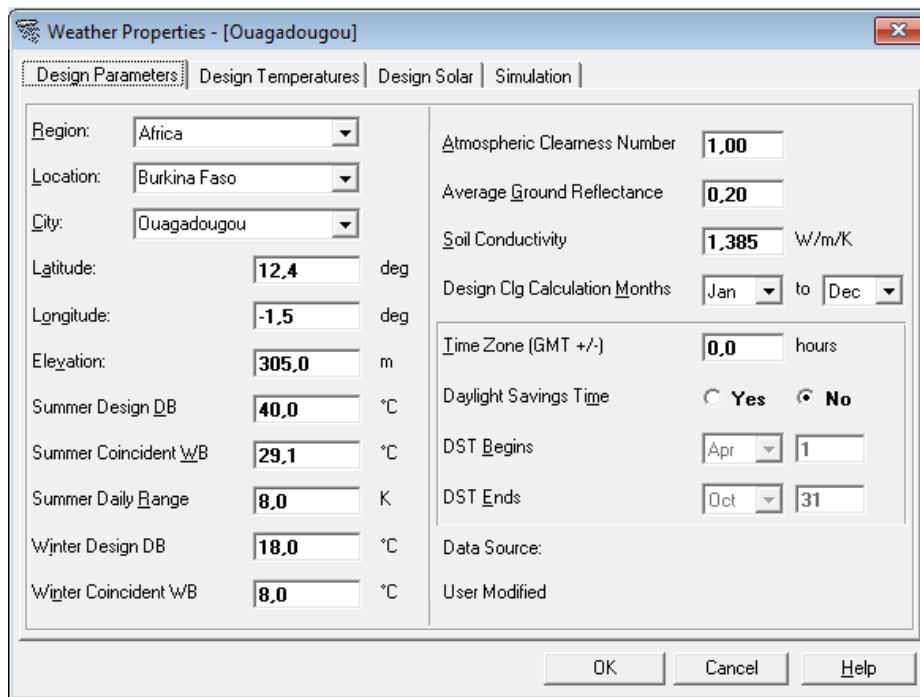 Weather Properties - [Ouagadougou]
Design Parameters Design Temperatures Design Solar Simulation
Region: Africa
Location: Burkina Faso
City: Ouagadougou
Latitude: 12,4 deg
Longitude: -1,5 deg
Elevation: 305,0 m
Summer Design DB 40,0 °C
Summer Coincident WB 29,1 °C
Summer Daily Range 8,0 K
Winter Design DB 18,0 °C
Winter Coincident WB 8,0 °C
Atmospheric Clearness Number 1,00
Average Ground Reflectance 0,20
Soil Conductivity 1,385 W/m/K
Design Clg Calculation Months Jan to Dec
Time Zone (GMT +/-) 0,0 hours
Daylight Savings Time Yes No
DST Begins Apr 1
DST Ends Oct 31
Data Source:
User Modified
OK Cancel Help